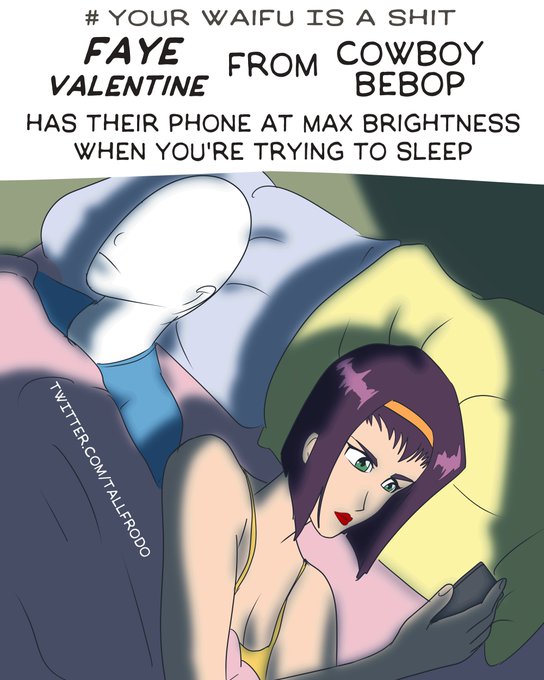 # YOUR WAIFU IS A SHIT
FAYE VALENTINE FROM COWBOY BEBOP
HAS THEIR PHONE AT MAX BRIGHTNESS
WHEN YOU'RE TRYING TO SLEEP
TWITTER.COM/TALLFRODO